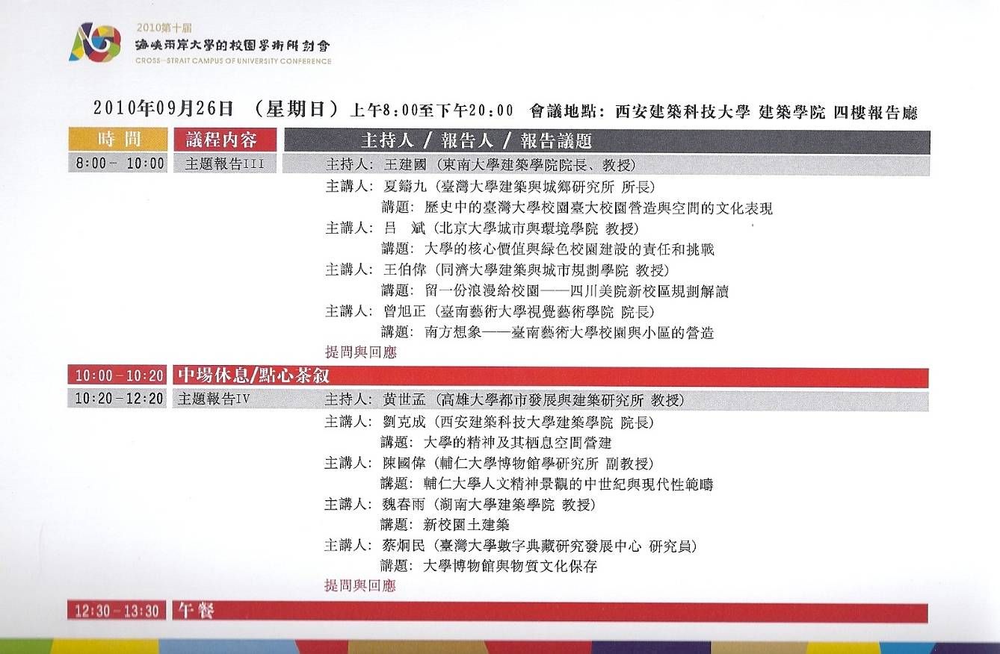 2010第十屆
海峽兩岸大學的校園學術研討會
CROSS-STRAIT CAMPUS OF UNIVERSITY CONFERENCE
2010年09月26日 （星期日）上午8:00至下午20:00 會議地點: 西安建築科技大學 建築學院 四樓報告廳
時 間 議程内容 主持人 / 報告人 / 報告議題
8:00- 10:00 主題報告III 主持人: 王建國（東南大學建築學院院長、教授）
主講人: 夏鑄九（臺灣大學建築與城鄉研究所 所長）
講題: 歷史中的臺灣大學校園臺大校園營造與空間的文化表現
主講人: 吕　斌（北京大學城市與環境學院 教授）
講題: 大學的核心價值與緑色校園建設的責任和挑戰
主講人: 王伯偉（同濟大學建築與城市規劃學院 教授）
講題: 留一份浪漫給校園——四川美院新校區規劃解讀
主講人: 曾旭正（臺南藝術大學視覺藝術學院 院長）
講題: 南方想象——臺南藝術大學校園與小區的營造
提問與回應
10:00-10:20 中場休息/點心茶叙
10:20-12:20 主題報告IV 主持人: 黃世孟（高雄大學都市發展與建築研究所 教授）
主講人: 劉克成（西安建築科技大學建築學院 院長）
講題: 大學的精神及其栖息空間營建
主講人: 陳國偉（輔仁大學博物館學研究所 副教授）
講題: 輔仁大學人文精神景觀的中世紀與現代性範疇
主講人: 魏春雨（湖南大學建築學院 教授）
講題: 新校園土建築
主講人: 蔡炯民（臺灣大學數字典藏研究發展中心 研究員）
講題: 大學博物館與物質文化保存
提問與回應
12:30-13:30 午餐